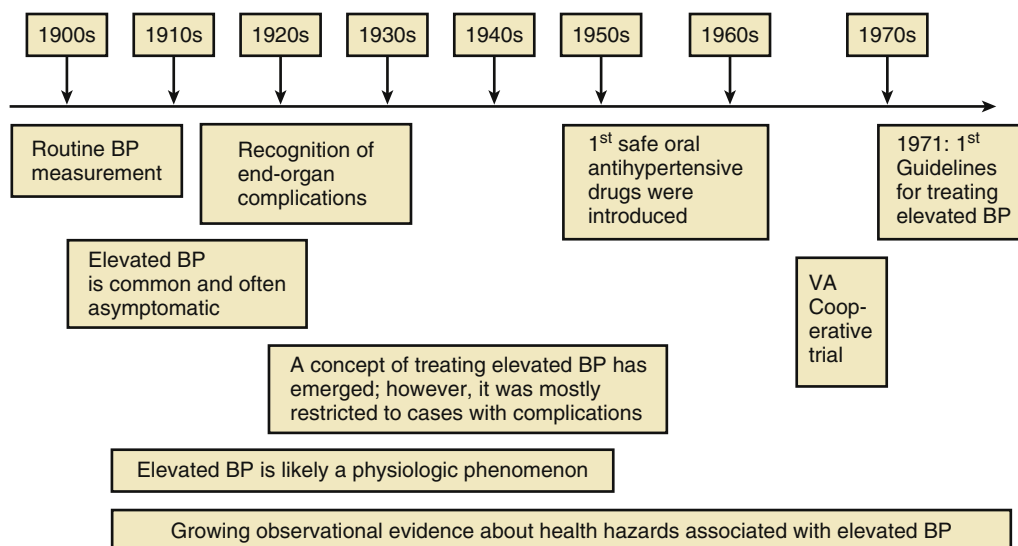 1900s
1910s
1920s
1930s
1940s
1950s
1960s
1970s
Routine BP
measurement
Recognition of
end-organ
complications
1st safe oral
antihypertensive
drugs were
introduced
1971: 1st
Guidelines
for treating
elevated BP
Elevated BP
is common and often
asymptomatic
VA
Coop-
erative
trial
A concept of treating elevated BP has
emerged; however, it was mostly
restricted to cases with complications
Elevated BP is likely a physiologic phenomenon
Growing observational evidence about health hazards associated with elevated BP